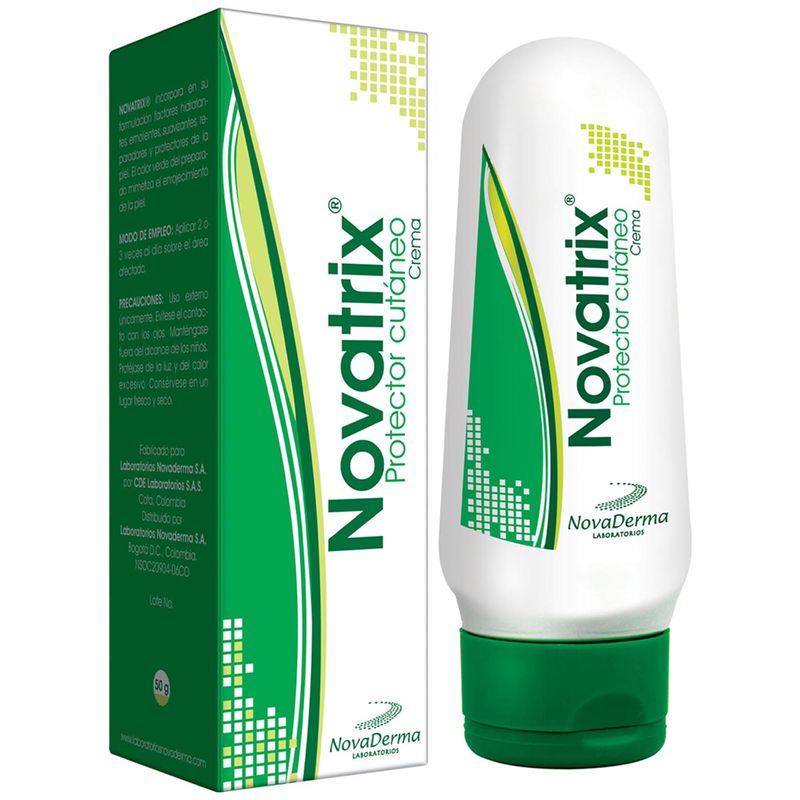 NOVATRIX® incorpora en su
formulación factores hidratan-
tes, emolientes, suavizantes, re-
paradores y protectores de la
piel. El color verde del prepara-
do mimetiza el enrojecimiento
de la piel.
MODO DE EMPLEO: Aplicar 2 ó
3 veces al día sobre el área
afectada.
PRECAUCIONES: Uso externo
únicamente. Evítese el contac-
to con los ojos. Manténgase
fuera del alcance de los niños.
Protéjase de la luz y del calor
excesivo. Consérvese en un
lugar fresco y seco.
Fabricado para
Laboratorios Novaderma S.A.
por CDE Laboratorios S.A.S.
Cota, Colombia
Distribuido por
Laboratorios Novaderma S.A.
Bogotá D.C., Colombia.
NSOC20904-06CO
Lote No.
50 g
www.laboratoriosnovaderma.com
Novatrix®
Protector cutáneo
Crema
NovaDerma
LABORATORIOS
Novatrix®
Protector cutáneo
Crema
NovaDerma
LABORATORIOS